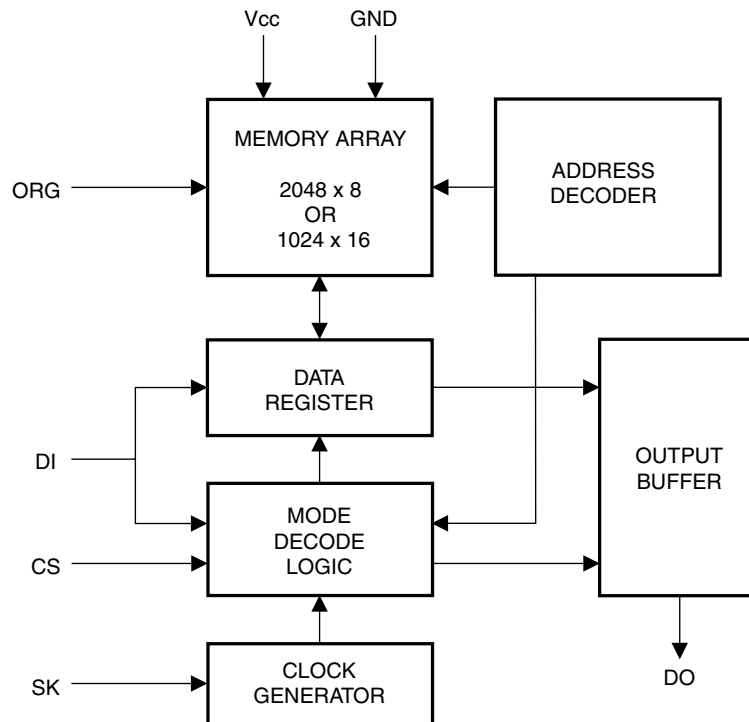 Vcc
GND
MEMORY ARRAY
2048 x 8
OR
1024 x 16
ADDRESS
DECODER
ORG
DATA
REGISTER
DI
OUTPUT
BUFFER
MODE
DECODE
LOGIC
CS
CLOCK
GENERATOR
SK
DO